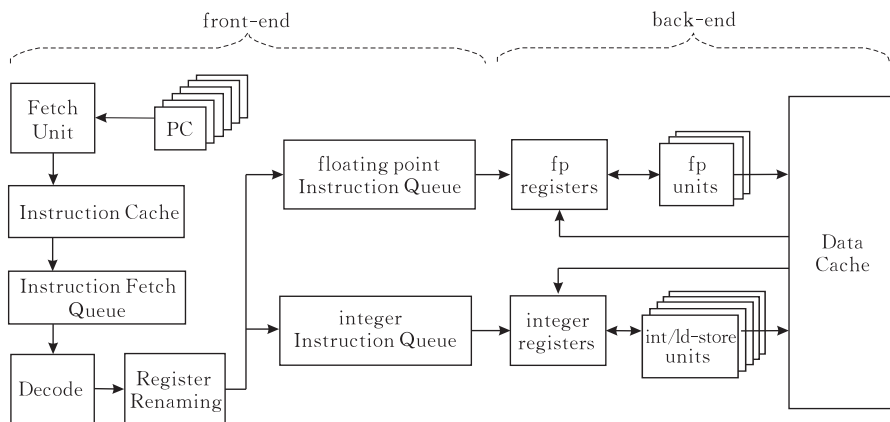 front-end
back-end
Fetch
Unit
PC
Instruction Cache
Instruction Fetch
Queue
Decode
Register
Renaming
floating point
Instruction Queue
integer
Instruction Queue
fp
registers
fp
units
integer
registers
int/ld-store
units
Data
Cache